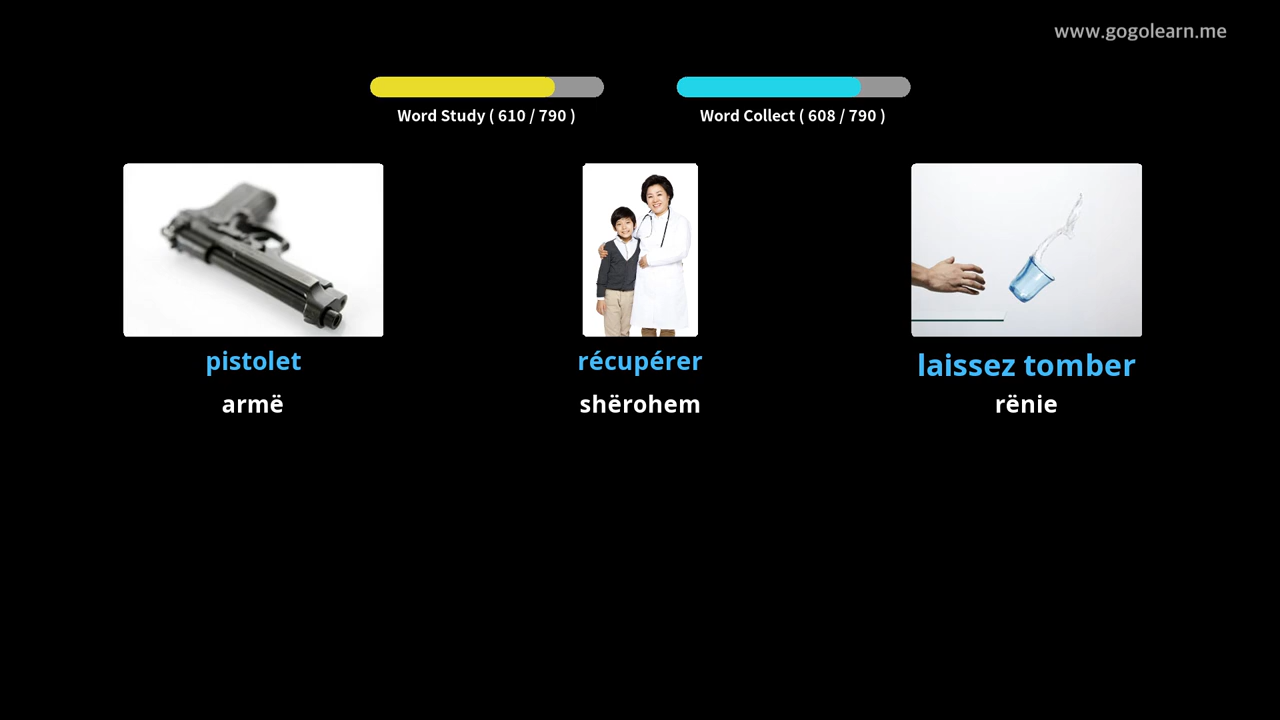 www.gogolearn.me
Word Study ( 610 / 790 )
Word Collect ( 608 / 790 )
pistolet
armë
récupérer
shërohem
laissez tomber
rënie